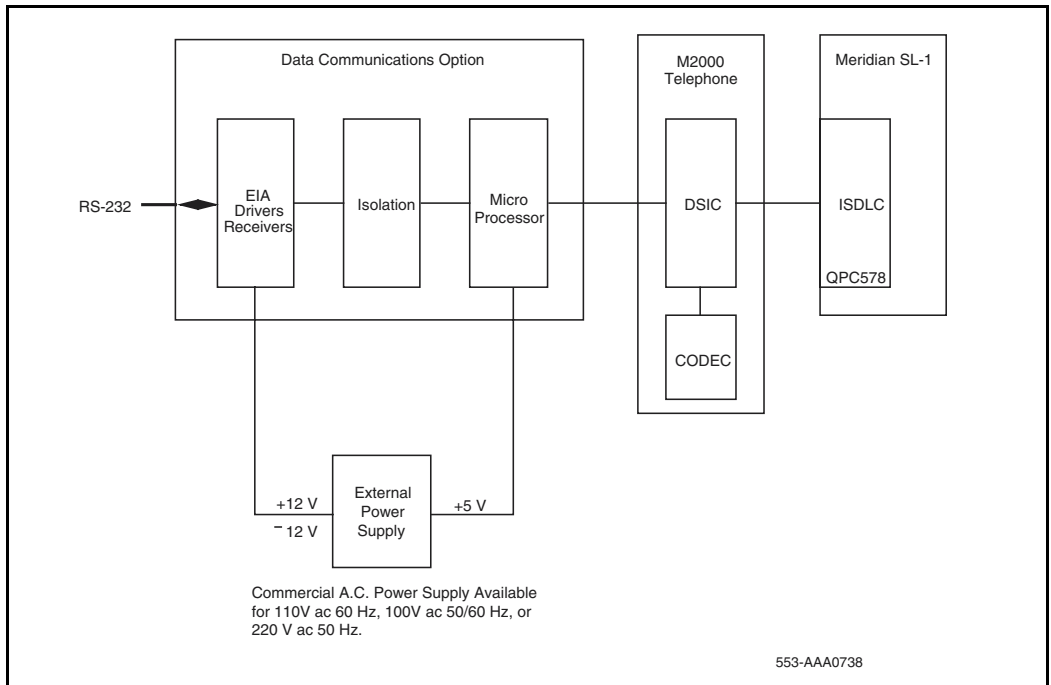 Data Communications Option
M2000
Telephone
Meridian SL-1
RS-232
EIA
Drivers
Receivers
Isolation
Micro
Processor
DSIC
ISDLC
QPC578
CODEC
+12 V
– 12 V
External
Power
Supply
+5 V
Commercial A.C. Power Supply Available
for 110V ac 60 Hz, 100V ac 50/60 Hz, or
220 V ac 50 Hz.
553-AAA0738